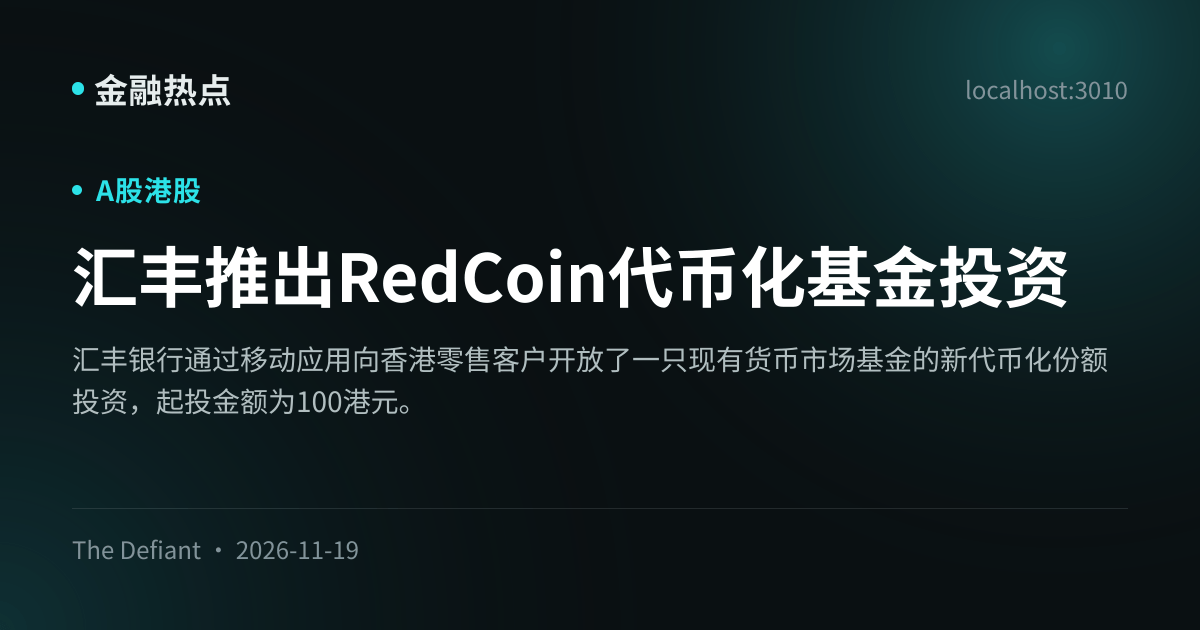 金融热点
localhost:3010
A股港股
汇丰推出RedCoin代币化基金投资
汇丰银行通过移动应用向香港零售客户开放了一只现有货币市场基金的新代币化份额
投资，起投金额为100港元。
The Defiant · 2026-11-19